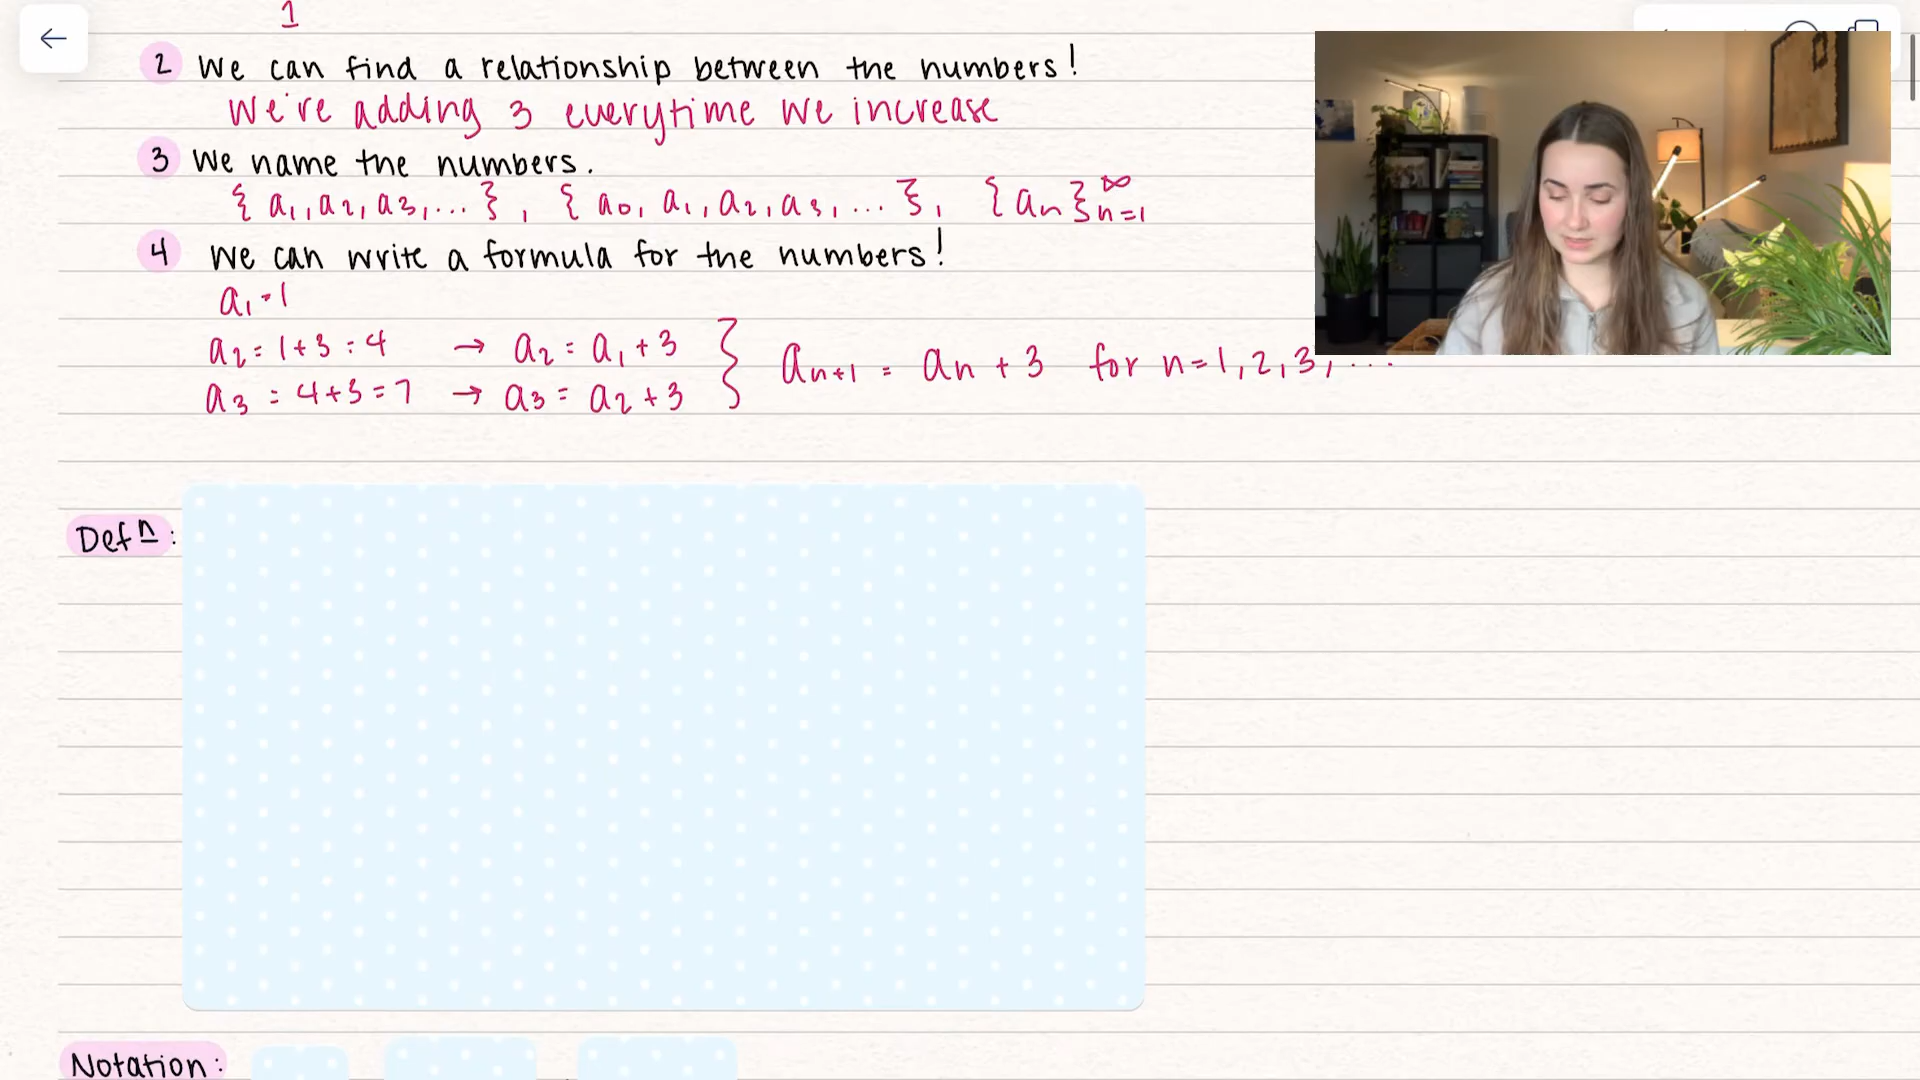 1
2 We can find a relationship between the numbers!
We're adding 3 everytime we increase
3 We name the numbers.
{ a₁, a₂, a₃, ... }, { a₀, a₁, a₂, a₃, ... }, { aₙ }ₙ₌₁^∞
4 We can write a formula for the numbers!
a₁ = 1
a₂ = 1+3 = 4 → a₂ = a₁ + 3
aₙ₊₁ = aₙ + 3 for n=1,2,3,...
a₃ = 4+3 = 7 → a₃ = a₂ + 3
Defn:
Notation: